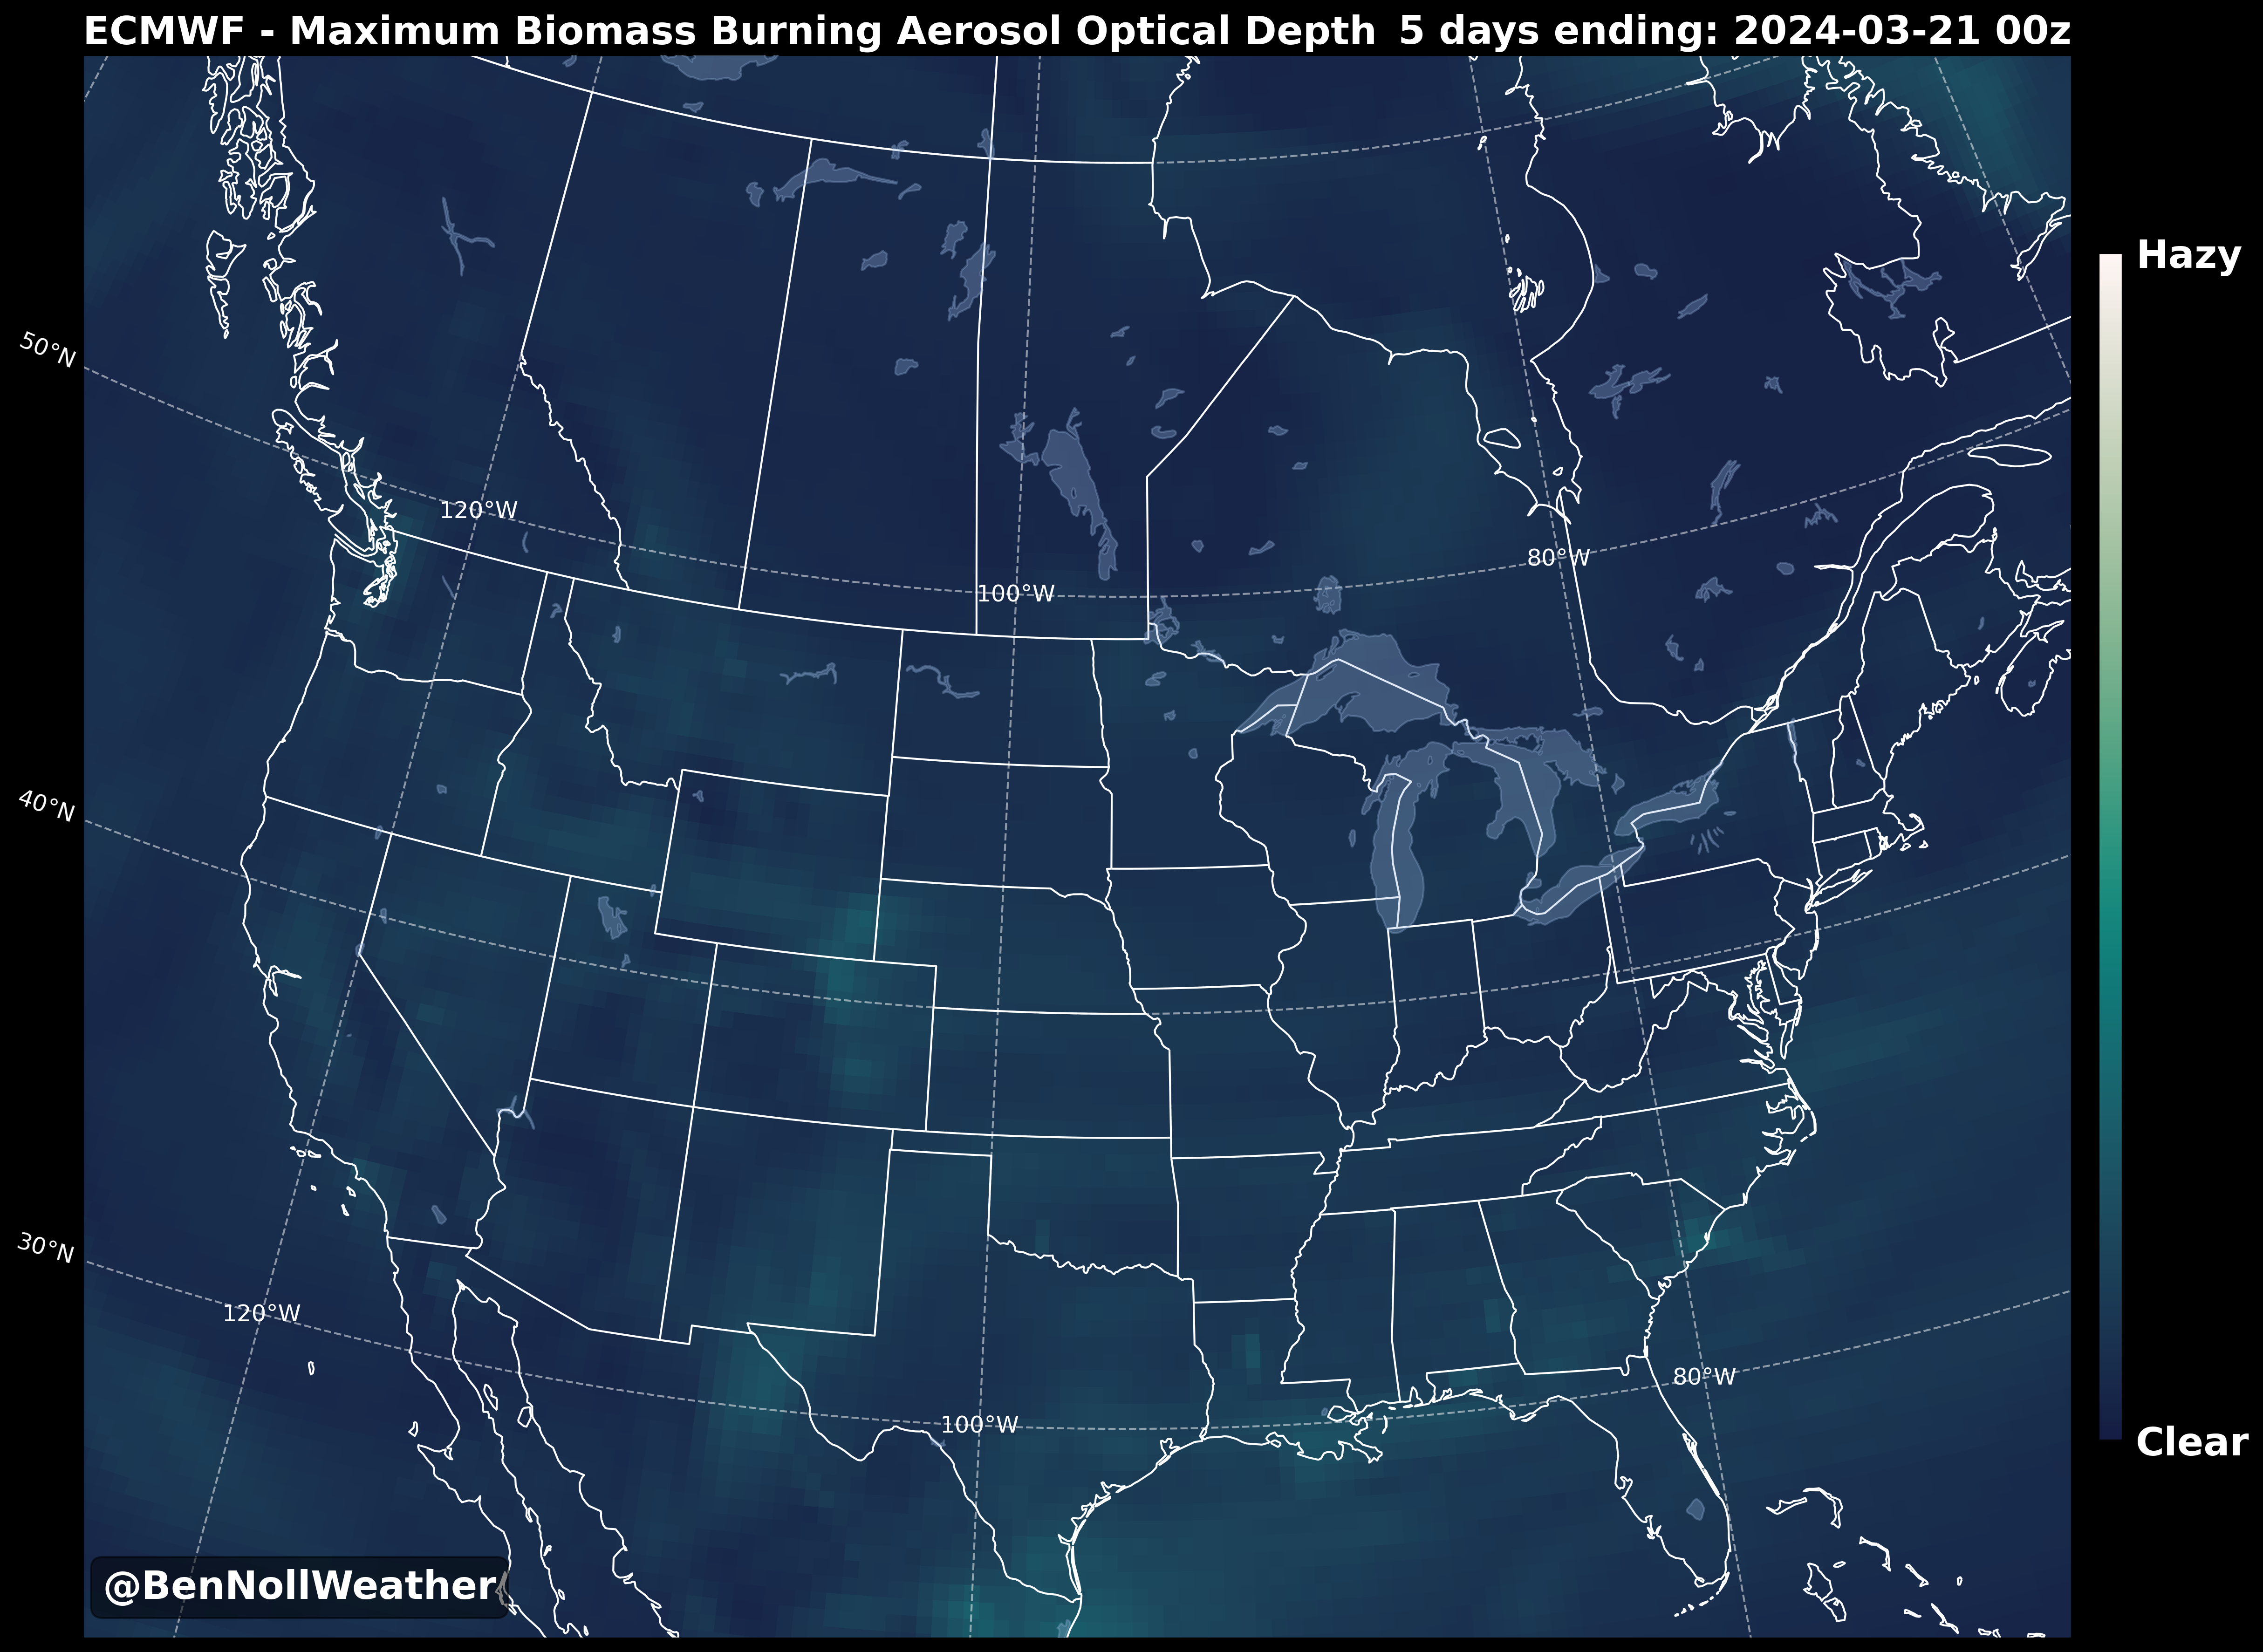 ECMWF - Maximum Biomass Burning Aerosol Optical Depth 5 days ending: 2024-03-21 00z
Hazy
50°N
120°W
80°W
100°W
40°N
30°N
120°W
80°W
100°W
Clear
@BenNollWeather